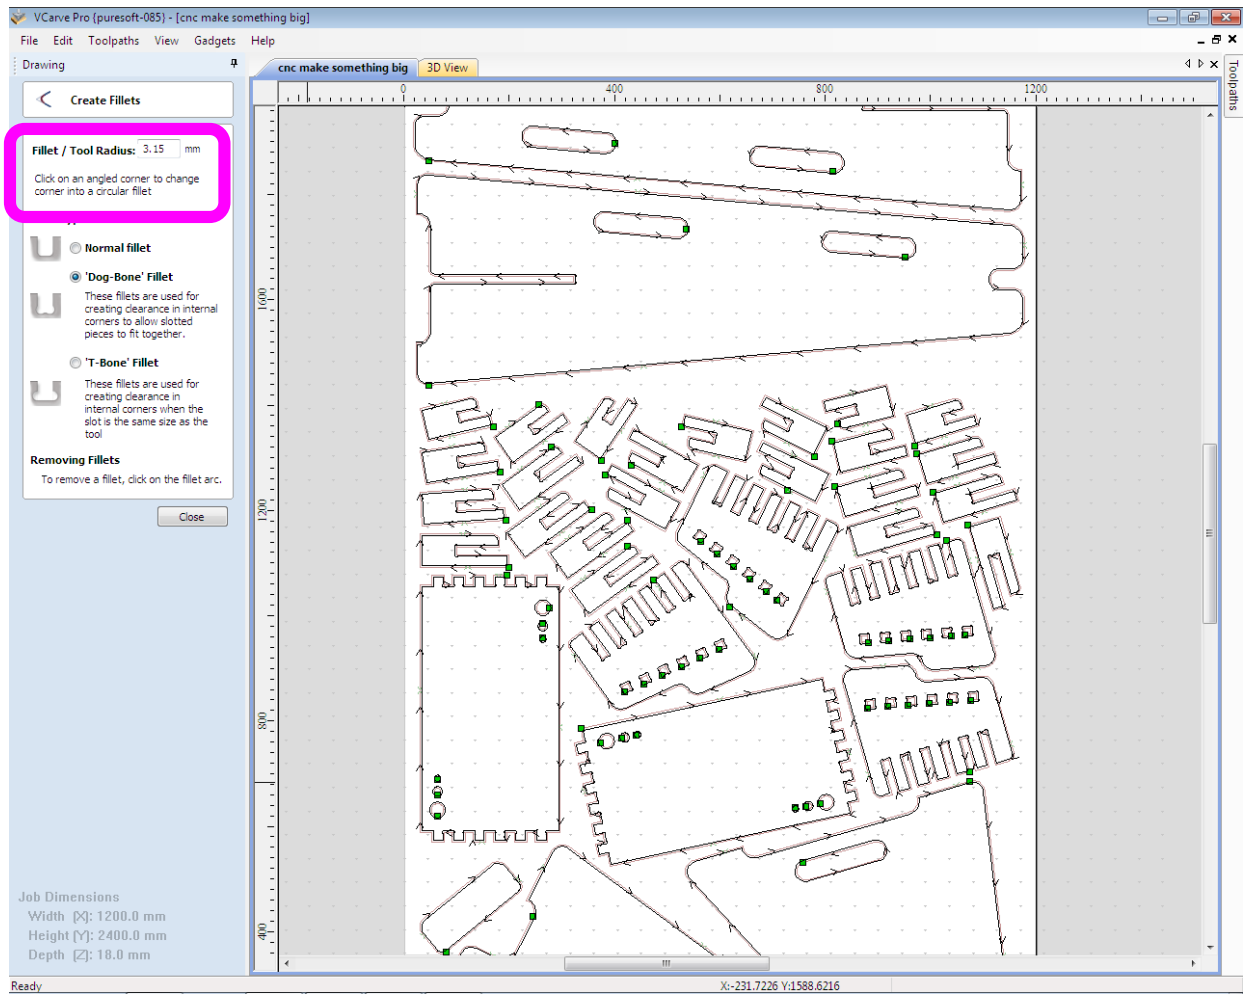 VCarve Pro {puresoft-085} - [cnc make something big]
File Edit Toolpaths View Gadgets Help
Drawing
cnc make something big
3D View
Toolpaths
Create Fillets
0 400 800 1200
Fillet / Tool Radius: 3.15 mm
Click on an angled corner to change
corner into a circular fillet
Normal fillet
'Dog-Bone' Fillet
These fillets are used for
creating clearance in internal
corners to allow slotted
pieces to fit together.
1600
'T-Bone' Fillet
These fillets are used for
creating clearance in
internal corners when the
slot is the same size as the
tool
Removing Fillets
To remove a fillet, click on the fillet arc.
Close
1200
800
400
Job Dimensions
Width [X]: 1200.0 mm
Height [Y]: 2400.0 mm
Depth [Z]: 18.0 mm
Ready
X:-231.7226 Y:1588.6216